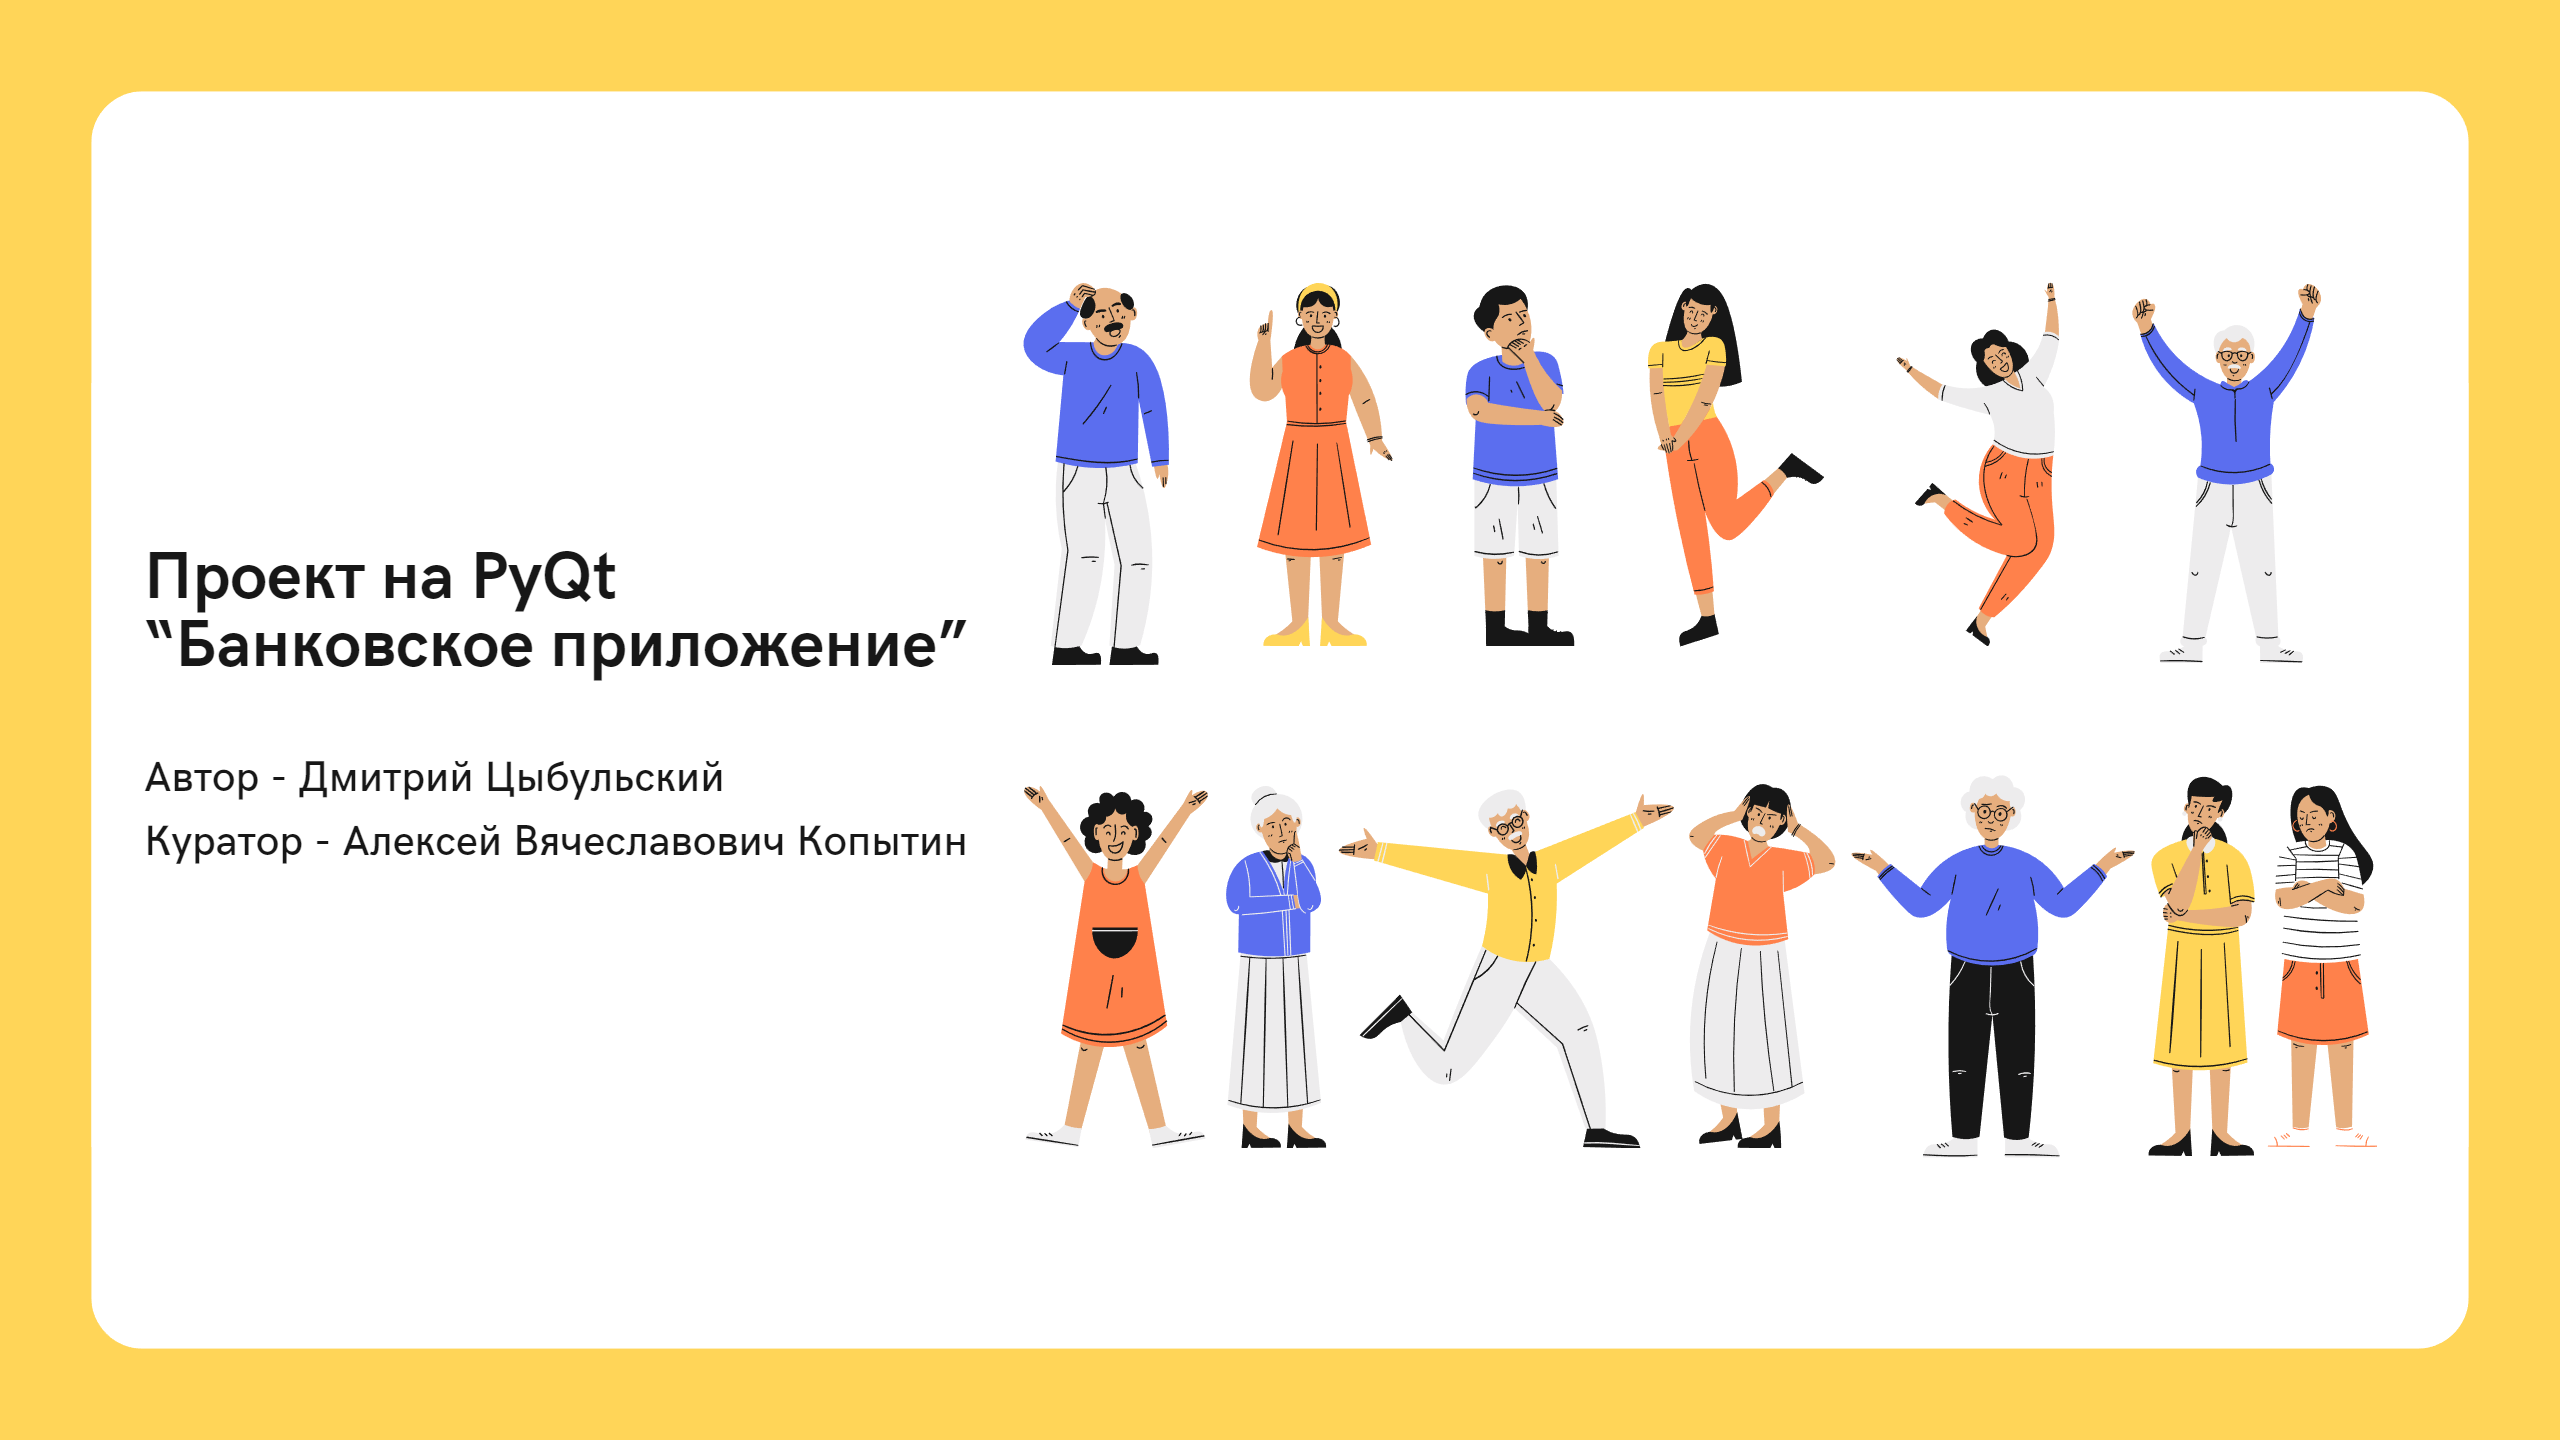 Проект на PyQt
“Банковское приложение”
Автор - Дмитрий Цыбульский
Куратор - Алексей Вячеславович Копытин